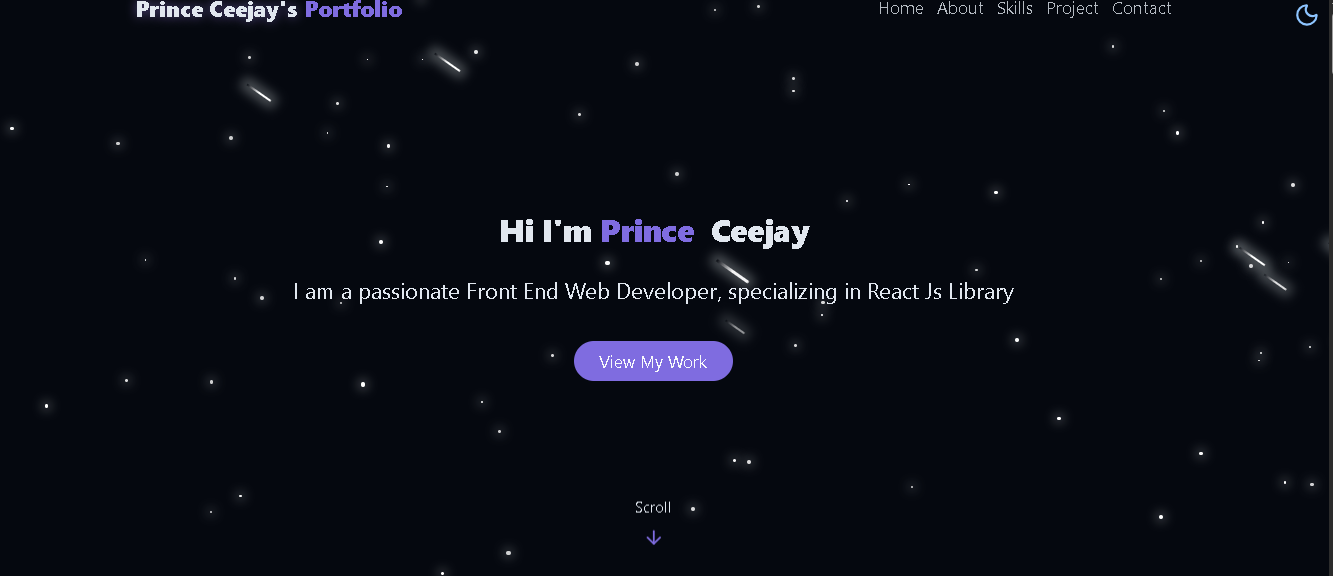 Prince Ceejay's Portfolio
Home About Skills Project Contact
Hi I'm Prince Ceejay
I am a passionate Front End Web Developer, specializing in React Js Library
View My Work
Scroll